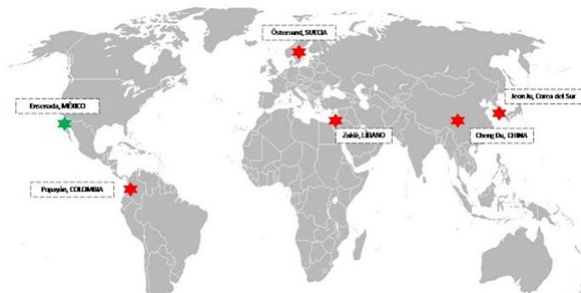 Östersund, SUECIA
Ensenada, MÉXICO
Jeon Ju, Corea del Sur
Zahlé, LÍBANO
Cheng Du, CHINA
Popayán, COLOMBIA